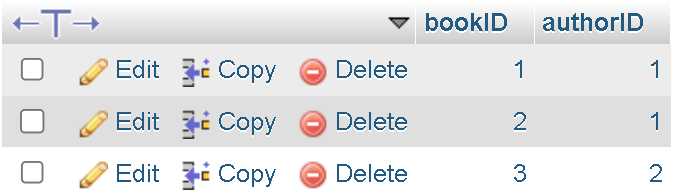 bookID authorID
Edit Copy Delete 1 1
Edit Copy Delete 2 1
Edit Copy Delete 3 2